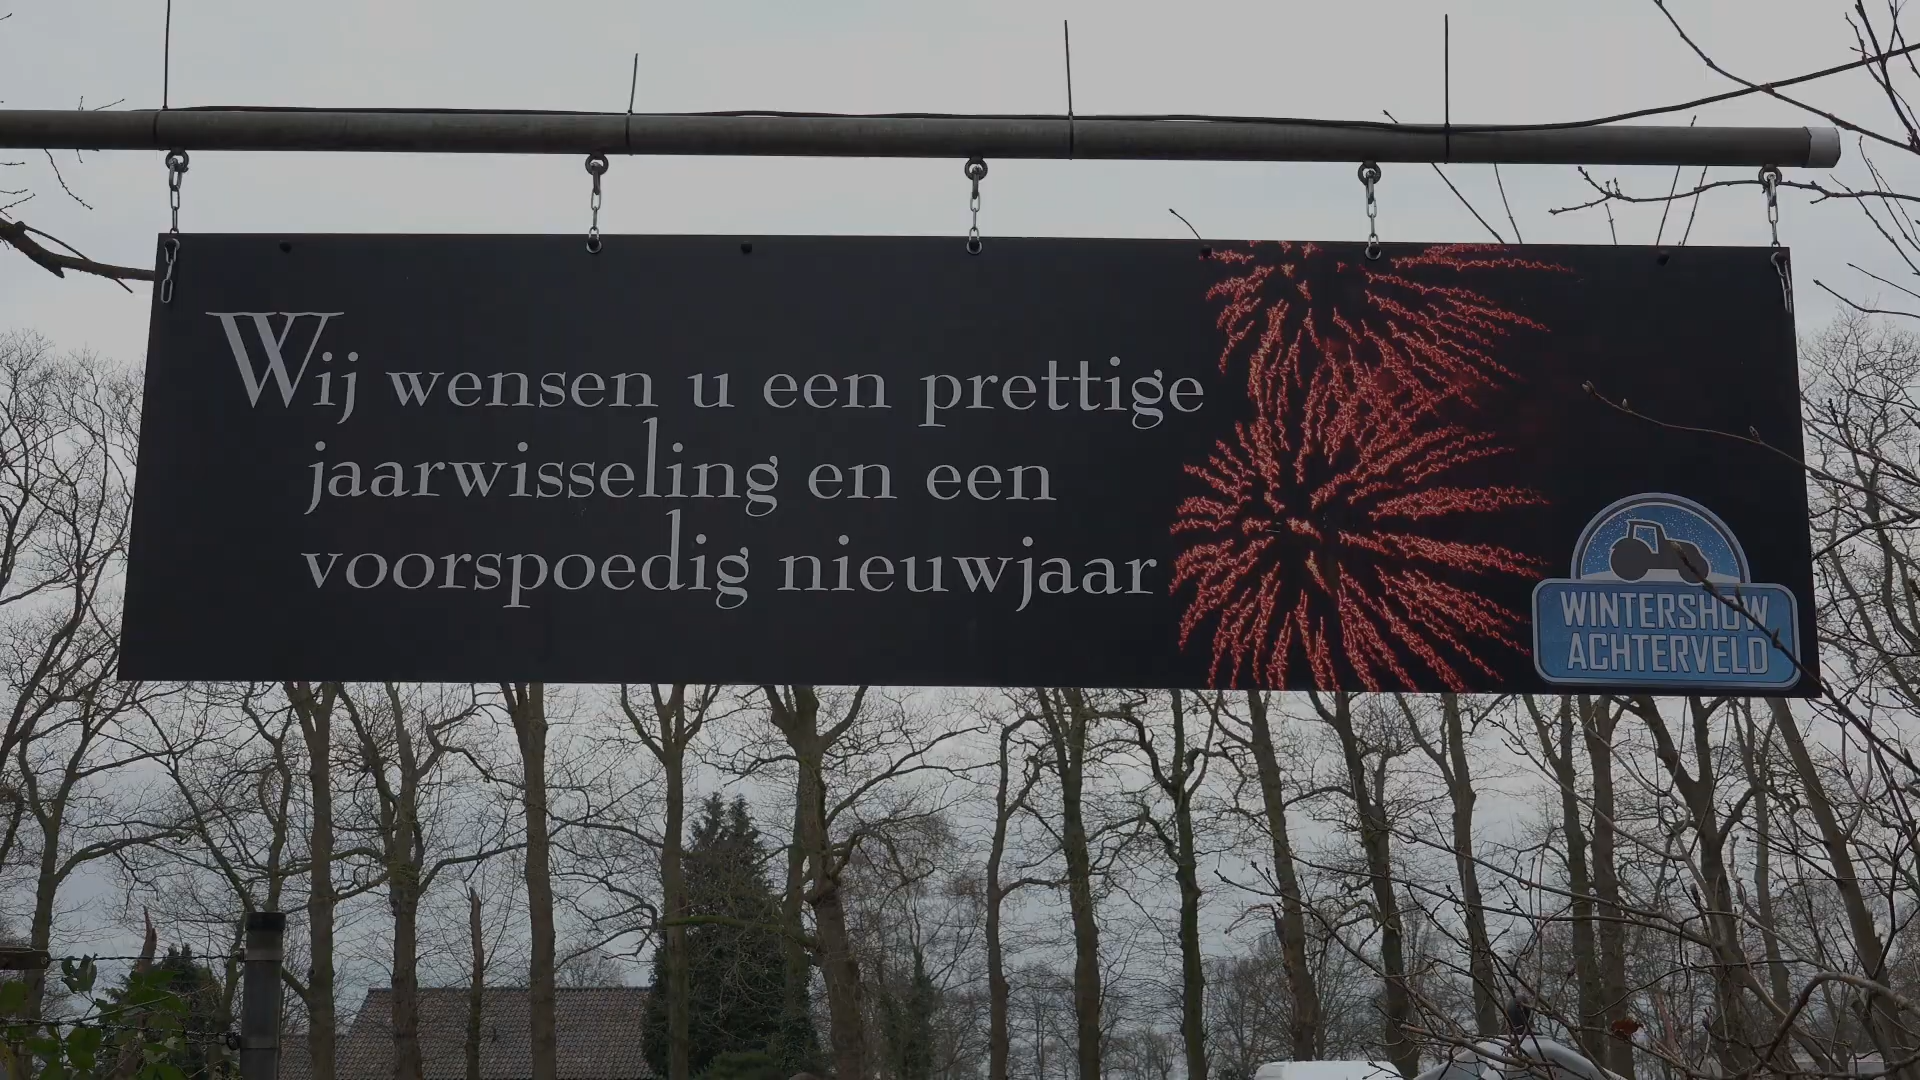 Wij wensen u een prettige
jaarwisseling en een
voorspoedig nieuwjaar
WINTERSHOW
ACHTERVELD